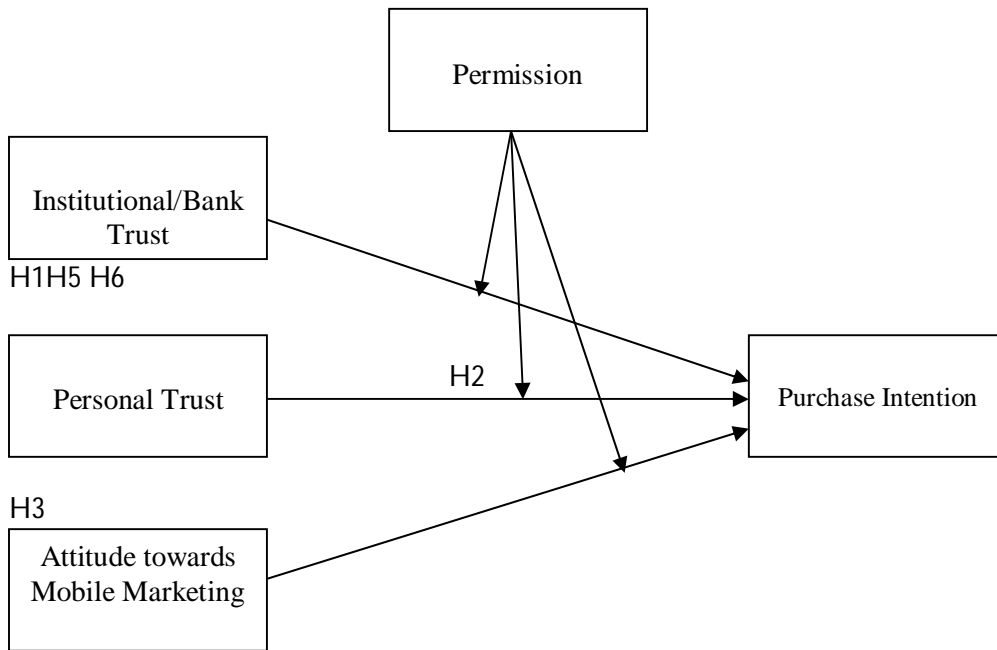 Permission
Institutional/Bank
Trust
H1H5 H6
Personal Trust
H2
Purchase Intention
H3
Attitude towards
Mobile Marketing